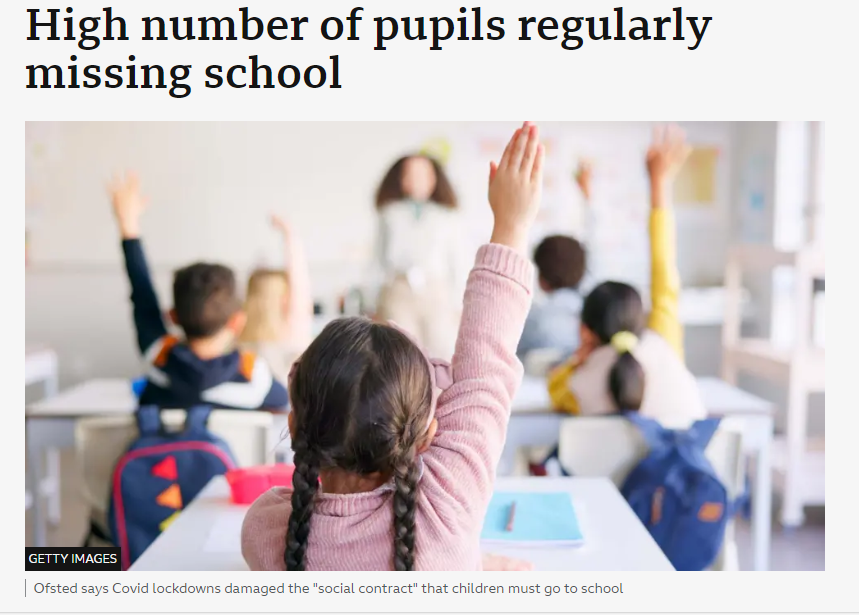 High number of pupils regularly
missing school
GETTY IMAGES
Ofsted says Covid lockdowns damaged the "social contract" that children must go to school